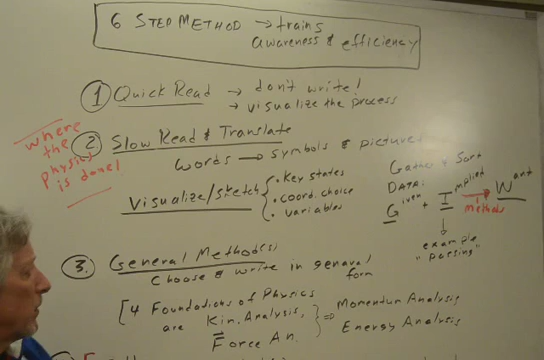 6 STEP METHOD → trains
awareness & efficiency
① QUICK READ → don't write!
→ visualize the process
where
the
physics
is done!
② SLOW READ & TRANSLATE
words → symbols & pictures
VISUALIZE/sketch { • key states
• coord. choice
• variables
Gather & Sort
DATA:
Given + Implied → Want
method
example
"parsing"
③. GENERAL METHOD(s)
choose & write in general
form
[4 Foundations of Physics
are Kin. Analysis,
Force An. } ⇒ Momentum Analysis
Energy Analysis